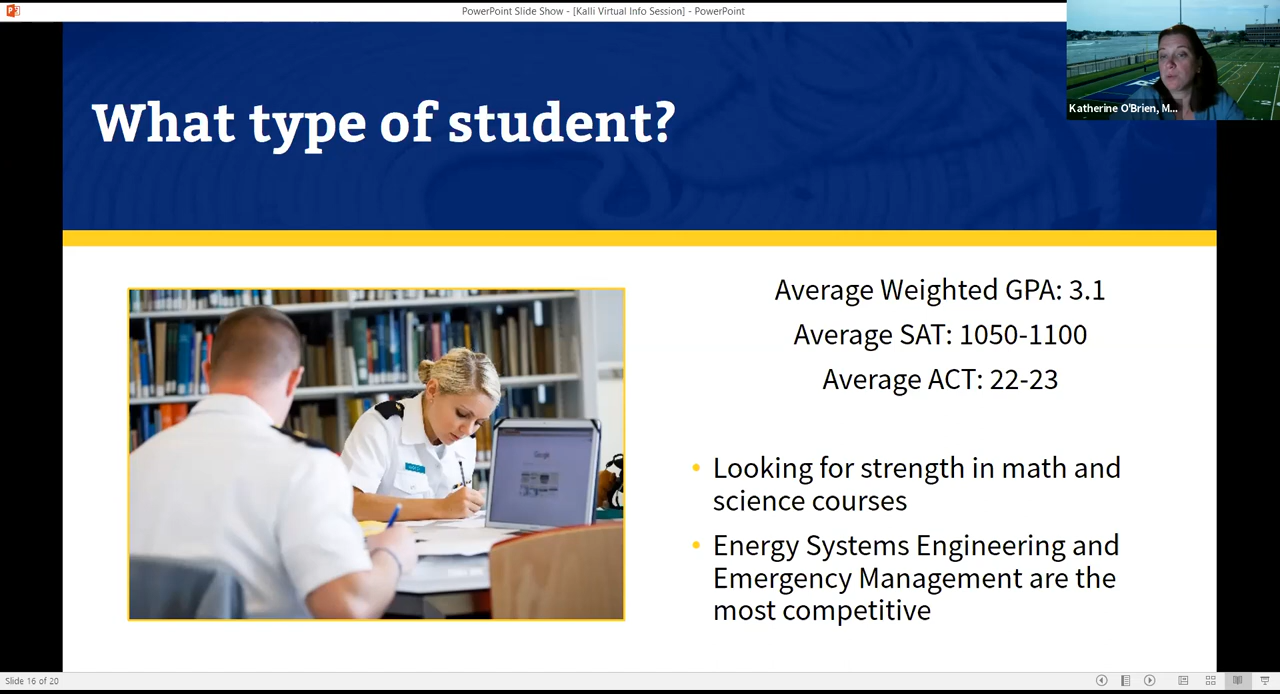 PowerPoint Slide Show - [Kalli Virtual Info Session] - PowerPoint
Katherine O'Brien, M...
What type of student?
Average Weighted GPA: 3.1
Average SAT: 1050-1100
Average ACT: 22-23
Google
• Looking for strength in math and
science courses
• Energy Systems Engineering and
Emergency Management are the
most competitive
Slide 16 of 20